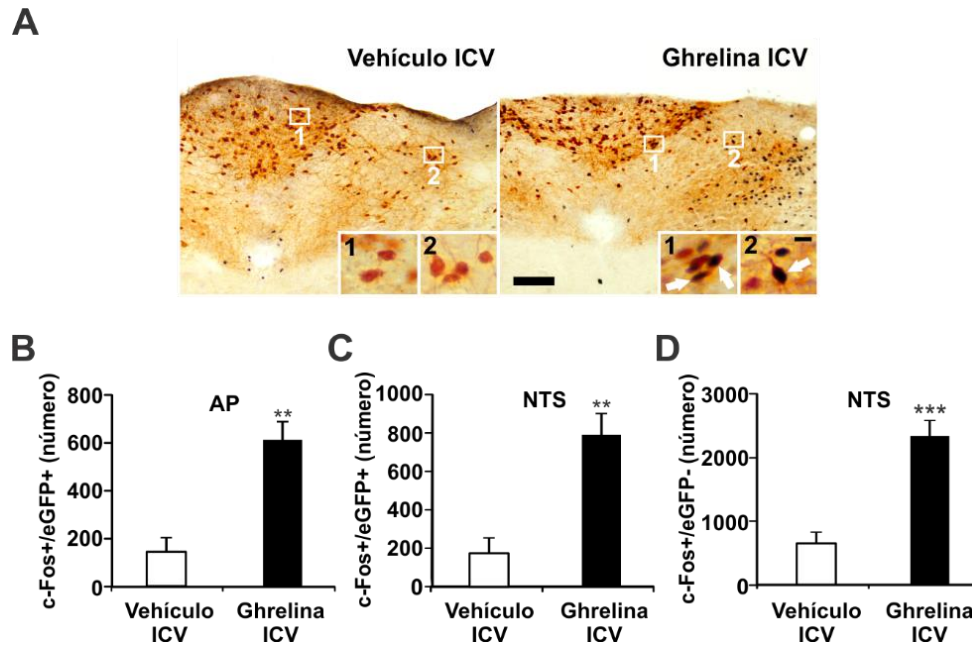 A
Vehículo ICV
Ghrelina ICV
1
2
1
2
1
2
1
2
B
C
D
c-Fos+/eGFP+ (número)
800
600
400
200
0
AP
**
Vehículo
ICV
Ghrelina
ICV
c-Fos+/eGFP+ (número)
1000
800
600
400
200
0
NTS
**
Vehículo
ICV
Ghrelina
ICV
c-Fos+/eGFP- (número)
3000
2000
1000
0
NTS
***
Vehículo
ICV
Ghrelina
ICV